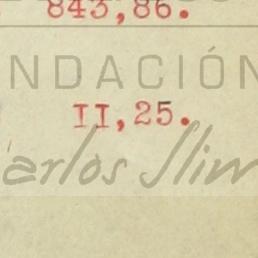 843,86.
NDACIÓN
II,25.
arlos Slim